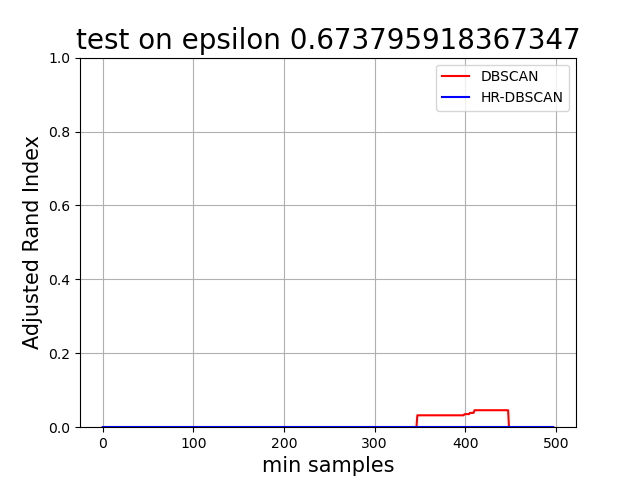 test on epsilon 0.673795918367347
1.0
DBSCAN
HR-DBSCAN
0.8
0.6
0.4
0.2
0.0
Adjusted Rand Index
0 100 200 300 400 500
min samples